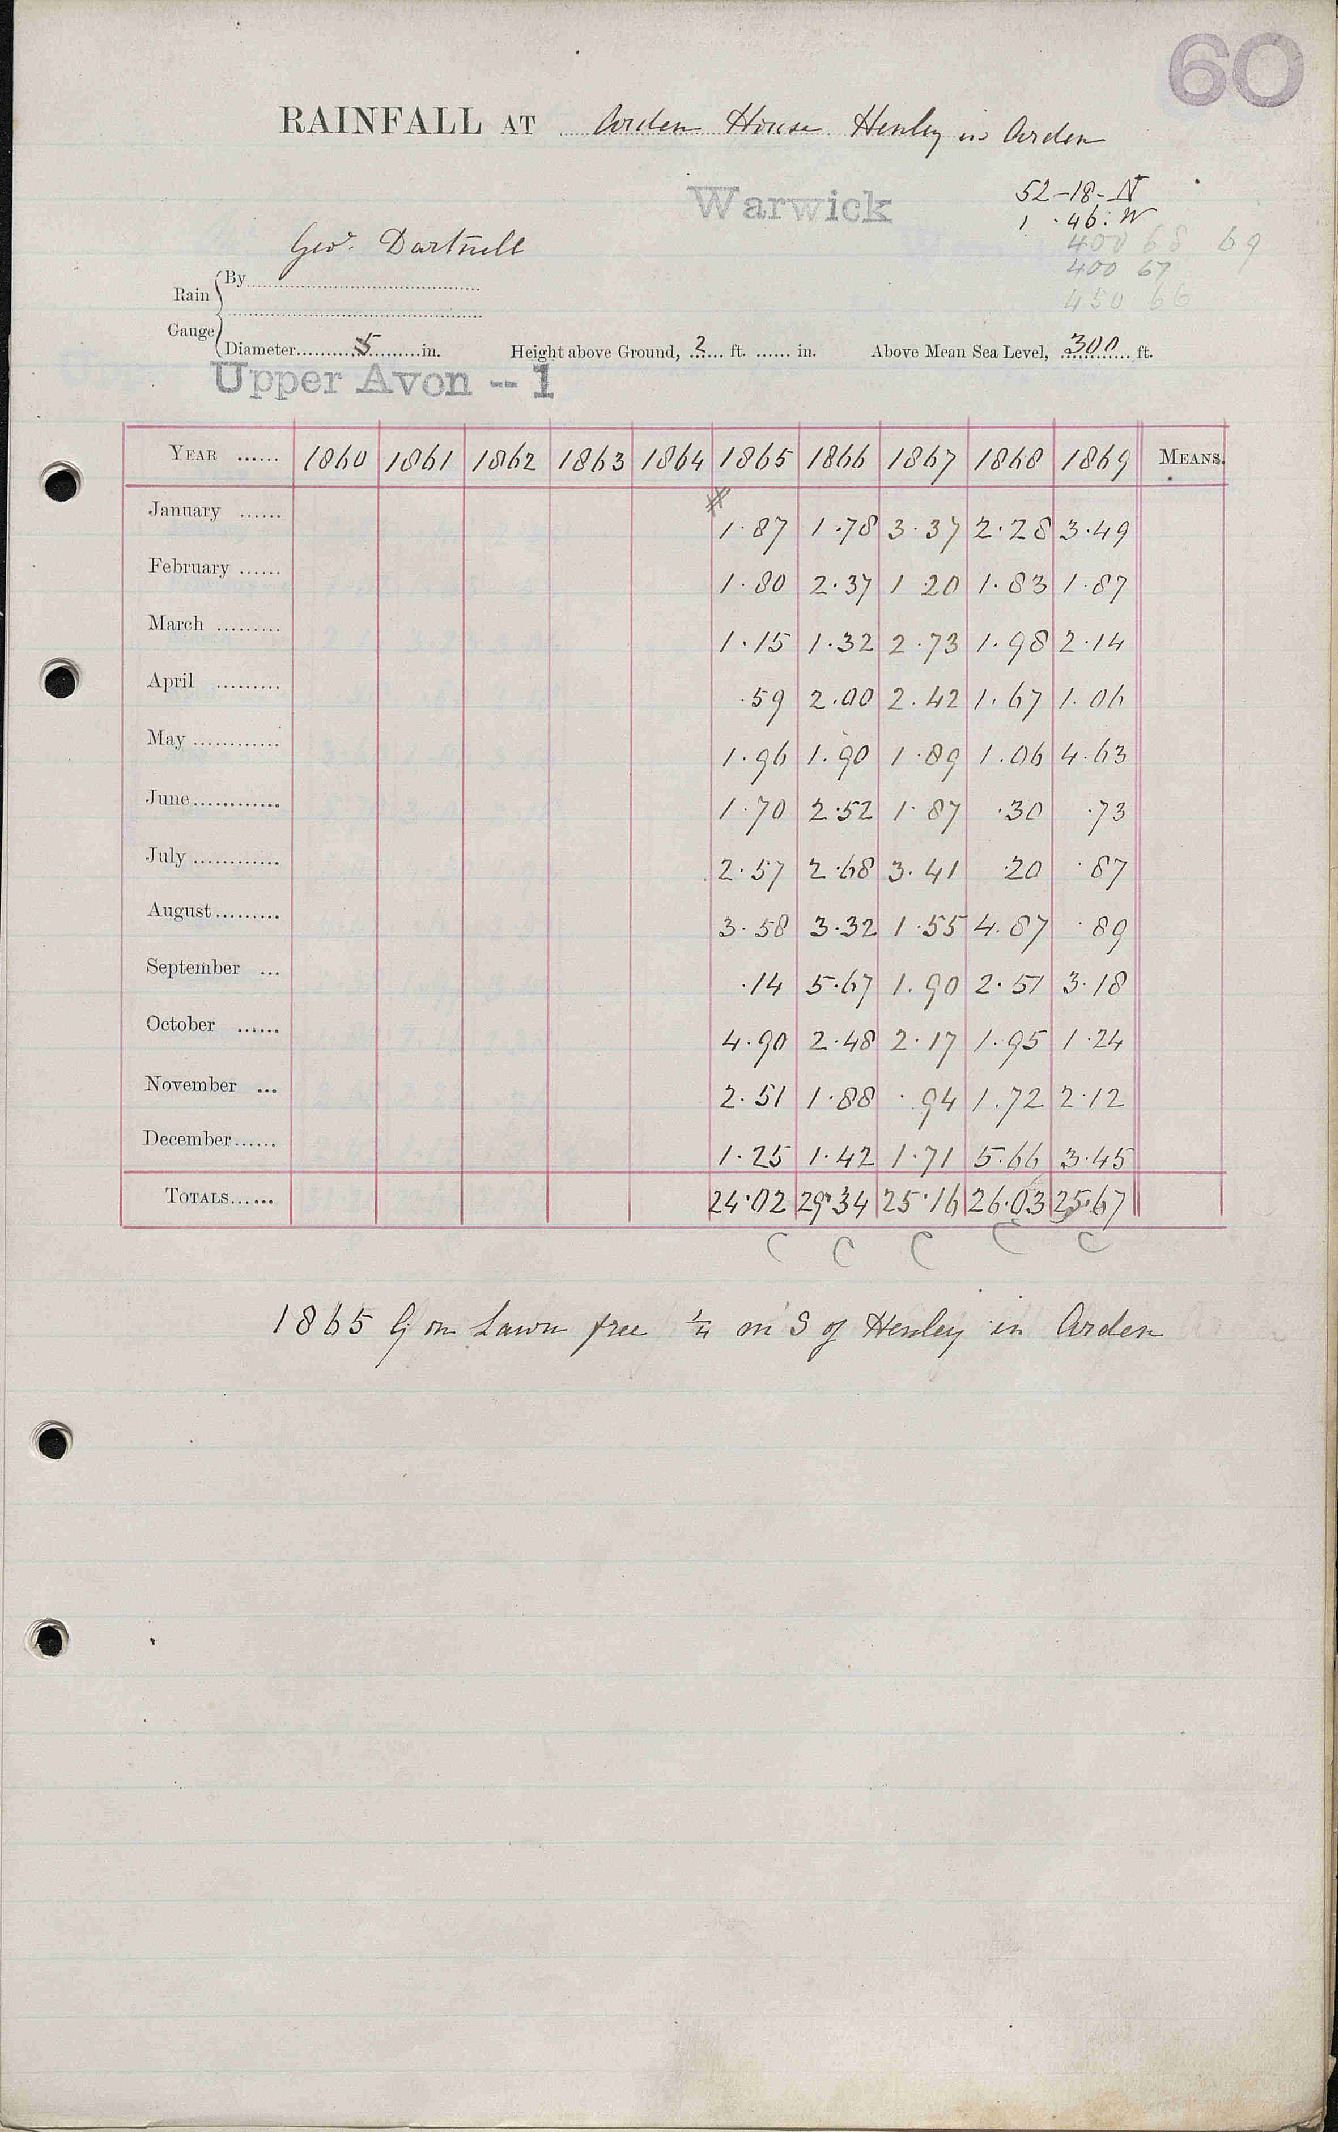 60
RAINFALL AT Arden House Henley in Arden
Warwick
52-18-N
1 . 46. W
400 68 69
400 67
450 66
Geo. Dartnell
Rain Gauge
By
Diameter 5 in. Height above Ground, 2 ft. in. Above Mean Sea Level, 300 ft.
Upper Avon -- 1
YEAR 1860 1861 1862 1863 1864 1865 1866 1867 1868 1869 MEANS.
January 1.87 1.78 3.37 2.28 3.49
February 1.80 2.37 1.20 1.83 1.87
March 1.15 1.32 2.73 1.98 2.14
April .59 2.00 2.42 1.67 1.06
May 1.96 1.90 1.89 1.06 4.63
June 1.70 2.52 1.87 .30 .73
July 2.57 2.68 3.41 .20 .87
August 3.58 3.32 1.55 4.87 .89
September .14 5.67 1.90 2.51 3.18
October 4.90 2.48 2.17 1.95 1.24
November 2.51 1.88 .94 1.72 2.12
December 1.25 1.42 1.71 5.66 3.45
TOTALS 24.02 29.34 25.16 26.03 25.67
C C C C C
1865 G on Lawn free ¼ m S of Henley in Arden